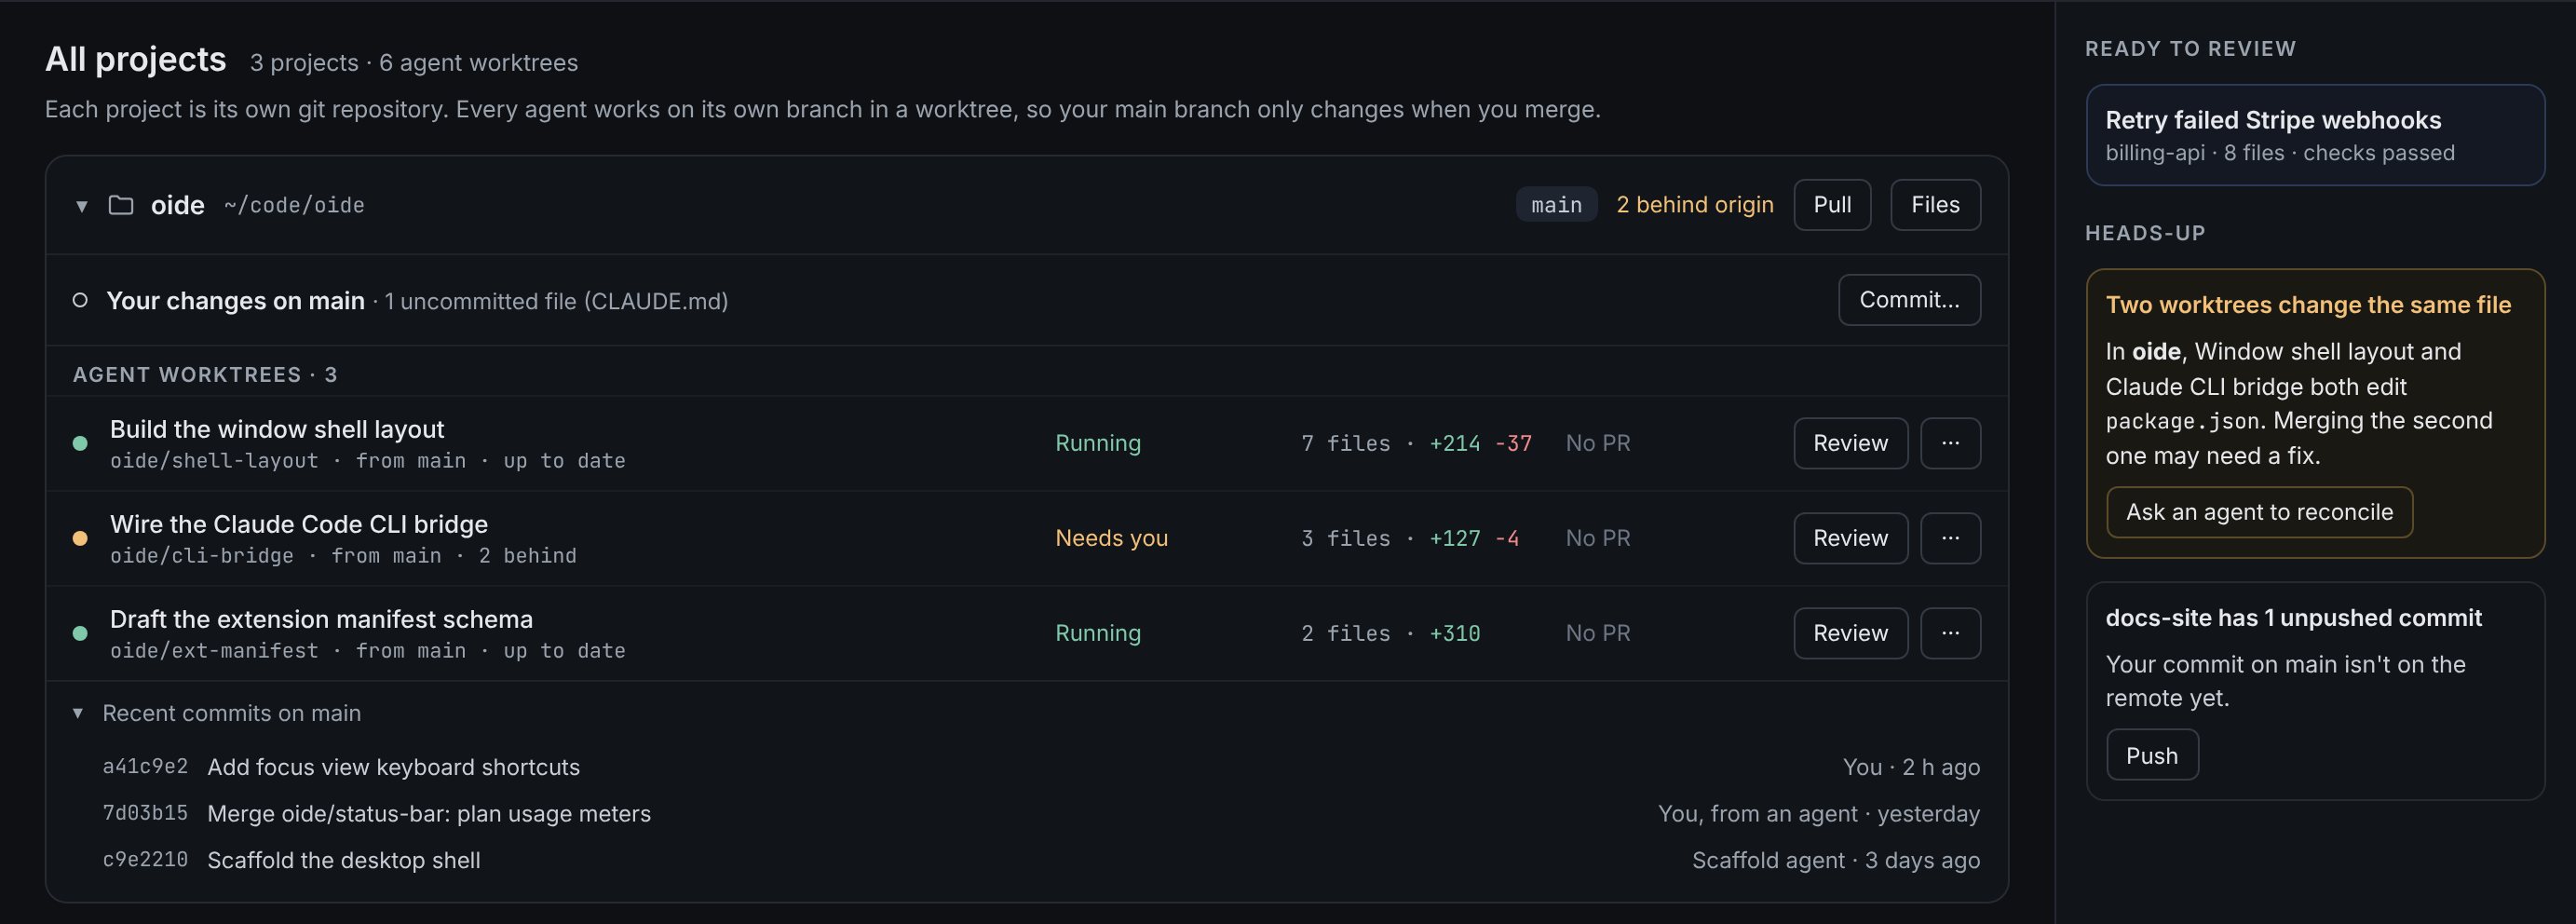 All projects 3 projects · 6 agent worktrees
Each project is its own git repository. Every agent works on its own branch in a worktree, so your main branch only changes when you merge.
▼ oide ~/code/oide main 2 behind origin Pull Files
Your changes on main · 1 uncommitted file (CLAUDE.md) Commit...
AGENT WORKTREES · 3
Build the window shell layout
oide/shell-layout · from main · up to date
Running 7 files · +214 -37 No PR Review ···
Wire the Claude Code CLI bridge
oide/cli-bridge · from main · 2 behind
Needs you 3 files · +127 -4 No PR Review ···
Draft the extension manifest schema
oide/ext-manifest · from main · up to date
Running 2 files · +310 No PR Review ···
▼ Recent commits on main
a41c9e2 Add focus view keyboard shortcuts You · 2 h ago
7d03b15 Merge oide/status-bar: plan usage meters You, from an agent · yesterday
c9e2210 Scaffold the desktop shell Scaffold agent · 3 days ago
READY TO REVIEW
Retry failed Stripe webhooks
billing-api · 8 files · checks passed
HEADS-UP
Two worktrees change the same file
In oide, Window shell layout and
Claude CLI bridge both edit
package.json. Merging the second
one may need a fix.
Ask an agent to reconcile
docs-site has 1 unpushed commit
Your commit on main isn't on the
remote yet.
Push